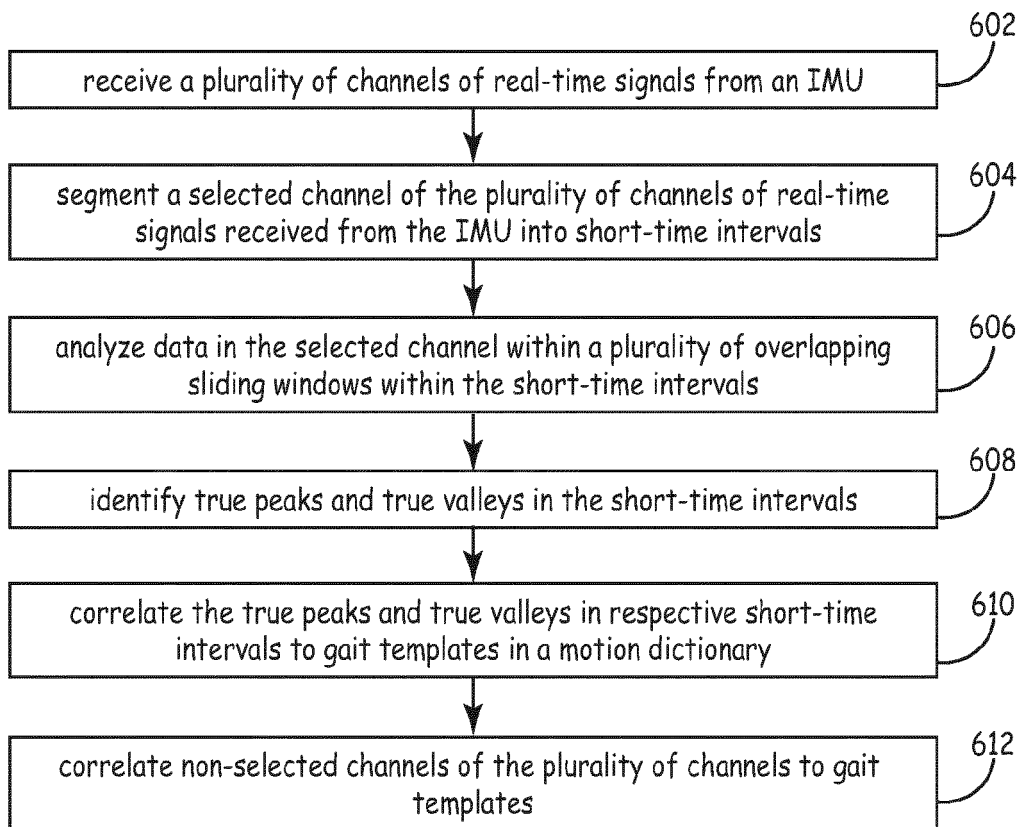 602
receive a plurality of channels of real-time signals from an IMU
604
segment a selected channel of the plurality of channels of real-time
signals received from the IMU into short-time intervals
606
analyze data in the selected channel within a plurality of overlapping
sliding windows within the short-time intervals
608
identify true peaks and true valleys in the short-time intervals
610
correlate the true peaks and true valleys in respective short-time
intervals to gait templates in a motion dictionary
612
correlate non-selected channels of the plurality of channels to gait
templates